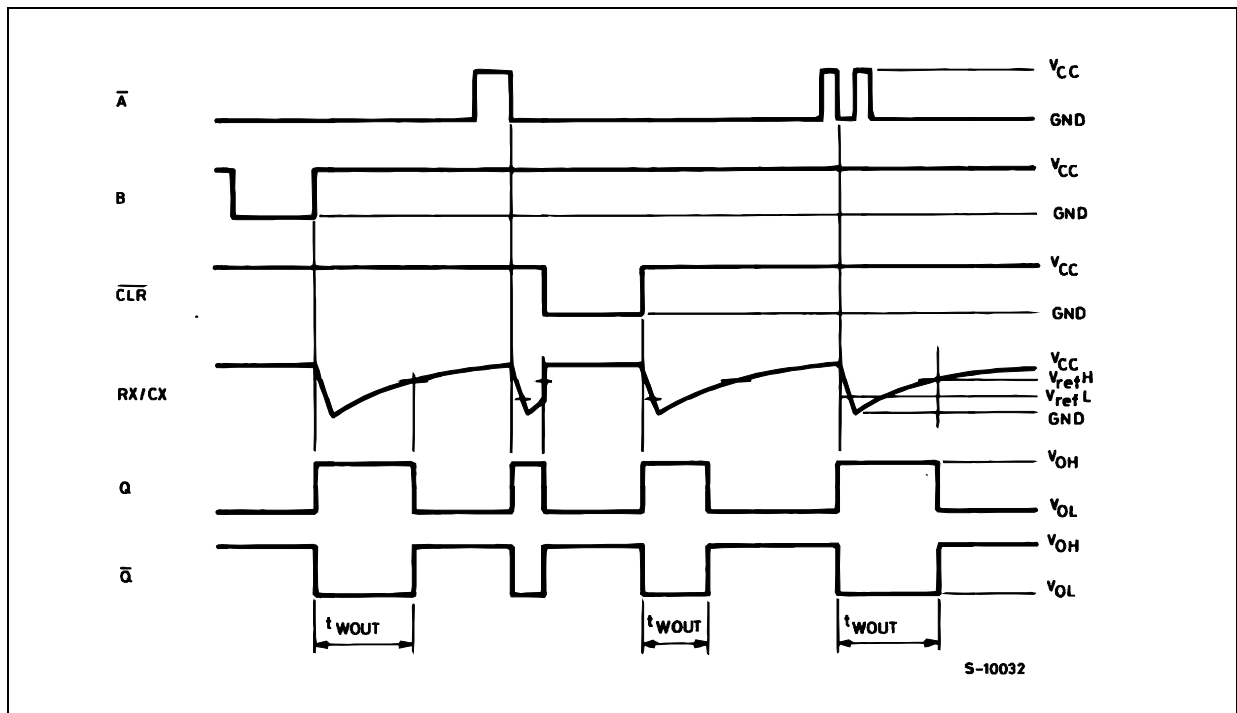 A̅
VCC
GND
B
VCC
GND
C̅L̅R̅
VCC
GND
RX/CX
VCC
VrefH
VrefL
GND
Q
VOH
VOL
Q̅
VOH
VOL
tWOUT
tWOUT
tWOUT
S-10032